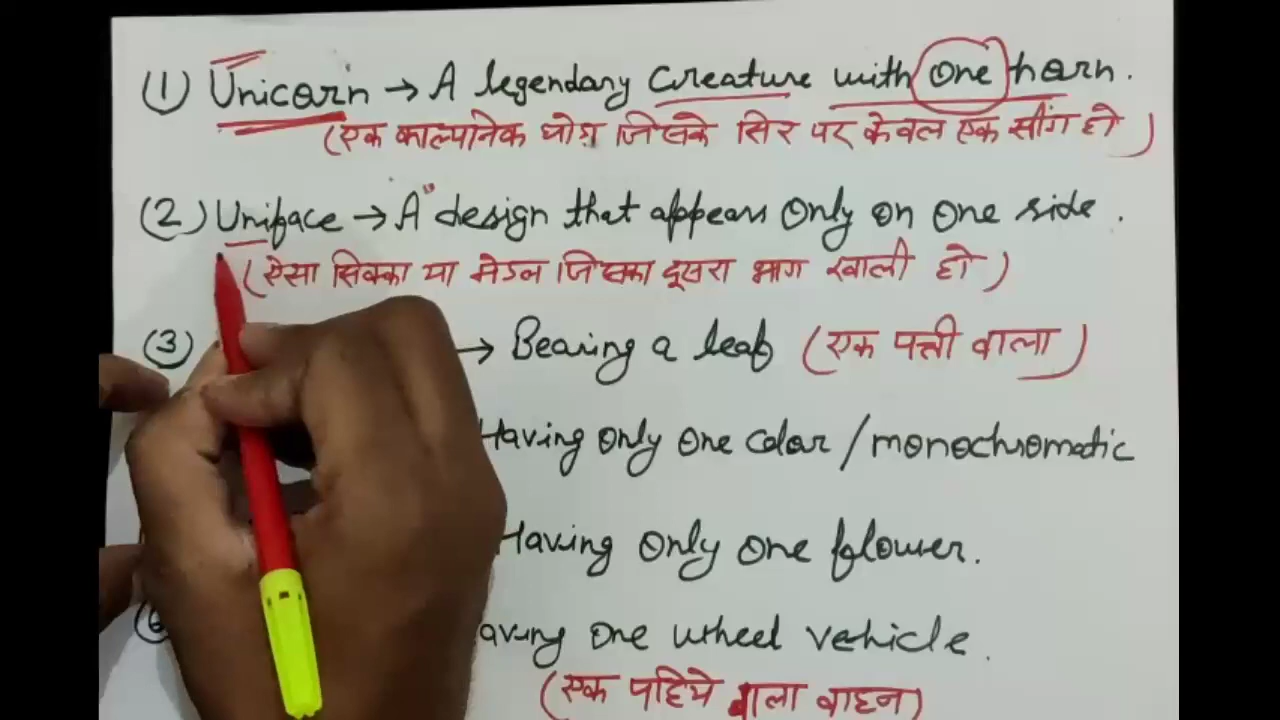 (1) Unicorn → A legendary creature with one horn.
(एक काल्पनिक घोड़ा जिसके सिर पर केवल एक सींग हो)
(2) Uniface → A design that appears only on one side.
(ऐसा सिक्का या मेडल जिसका दूसरा भाग खाली हो)
(3) → Bearing a leaf (एक पत्ती वाला)
Having only one color / monochromatic
Having only one flower.
aving one wheel vehicle.
(एक पहिये वाला वाहन)